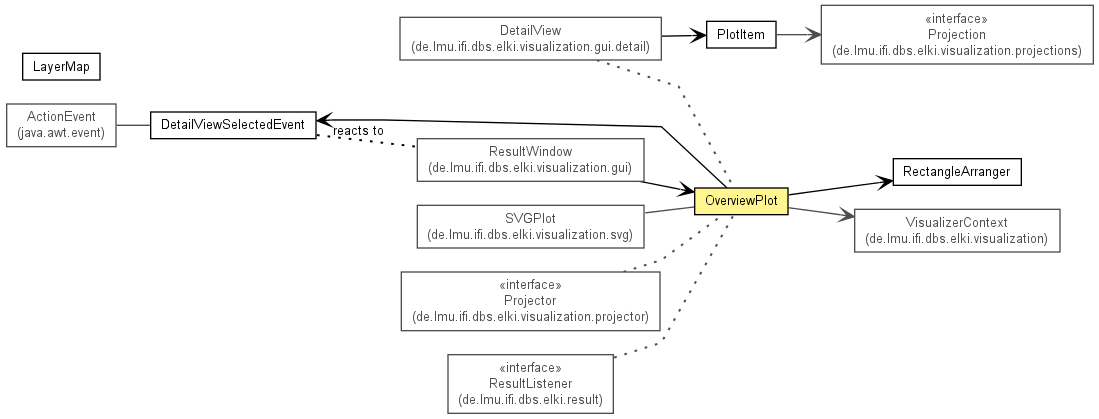 DetailView
(de.lmu.ifi.dbs.elki.visualization.gui.detail)
PlotItem
«interface»
Projection
(de.lmu.ifi.dbs.elki.visualization.projections)
LayerMap
ActionEvent
(java.awt.event)
DetailViewSelectedEvent
reacts to
ResultWindow
(de.lmu.ifi.dbs.elki.visualization.gui)
OverviewPlot
RectangleArranger
SVGPlot
(de.lmu.ifi.dbs.elki.visualization.svg)
VisualizerContext
(de.lmu.ifi.dbs.elki.visualization)
«interface»
Projector
(de.lmu.ifi.dbs.elki.visualization.projector)
«interface»
ResultListener
(de.lmu.ifi.dbs.elki.result)